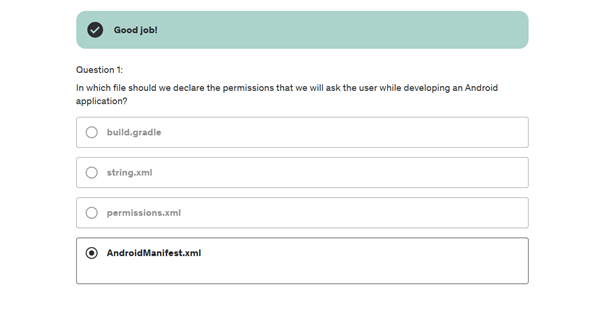 Good job!
Question 1:
In which file should we declare the permissions that we will ask the user while developing an Android
application?
build.gradle
string.xml
permissions.xml
AndroidManifest.xml